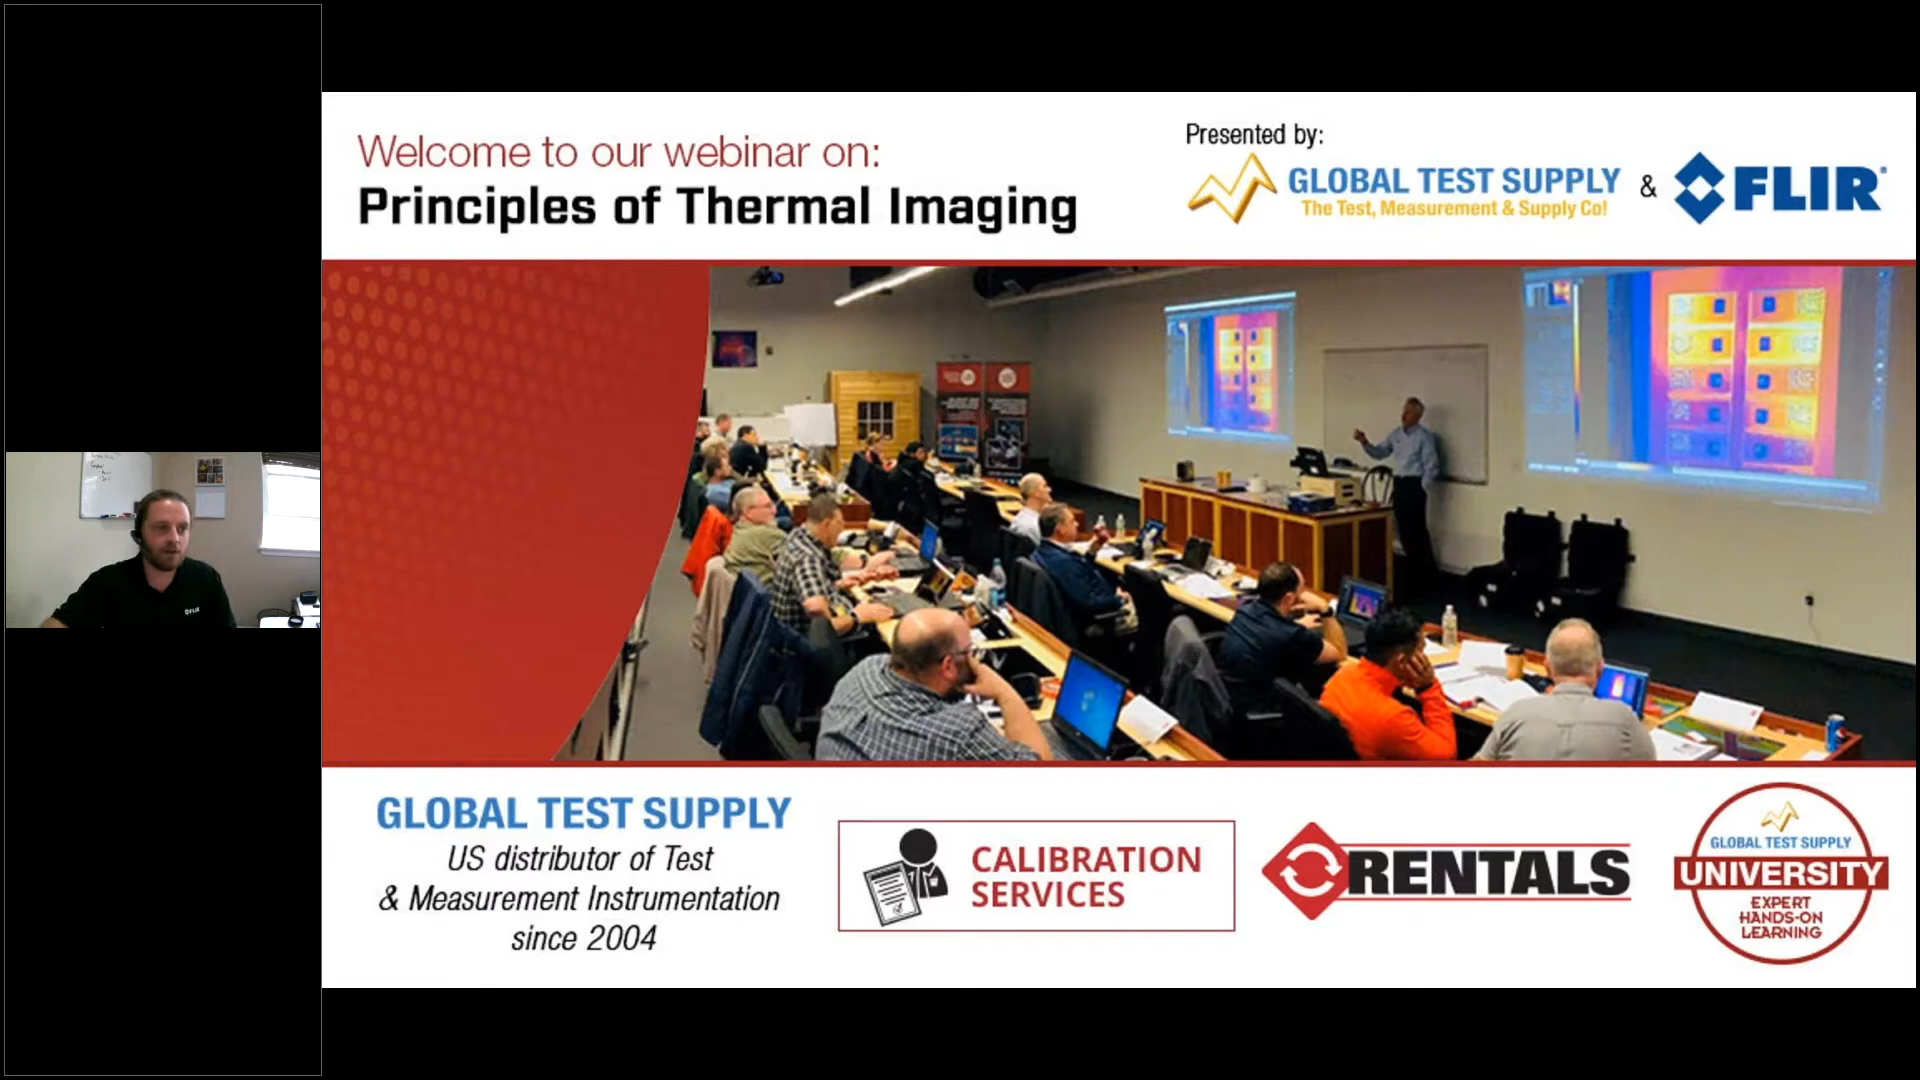 Welcome to our webinar on:
Principles of Thermal Imaging
Presented by:
GLOBAL TEST SUPPLY
The Test, Measurement & Supply Co!
&
FLIR
FLIR
GLOBAL TEST SUPPLY
US distributor of Test
& Measurement Instrumentation
since 2004
CALIBRATION
SERVICES
RENTALS
GLOBAL TEST SUPPLY
UNIVERSITY
EXPERT
HANDS-ON
LEARNING